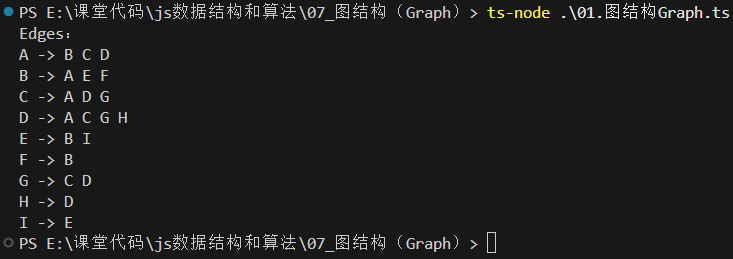 PS E:\课堂代码\js数据结构和算法\07_图结构（Graph）> ts-node .\01.图结构Graph.ts
Edges：
A -> B C D
B -> A E F
C -> A D G
D -> A C G H
E -> B I
F -> B
G -> C D
H -> D
I -> E
PS E:\课堂代码\js数据结构和算法\07_图结构（Graph）>